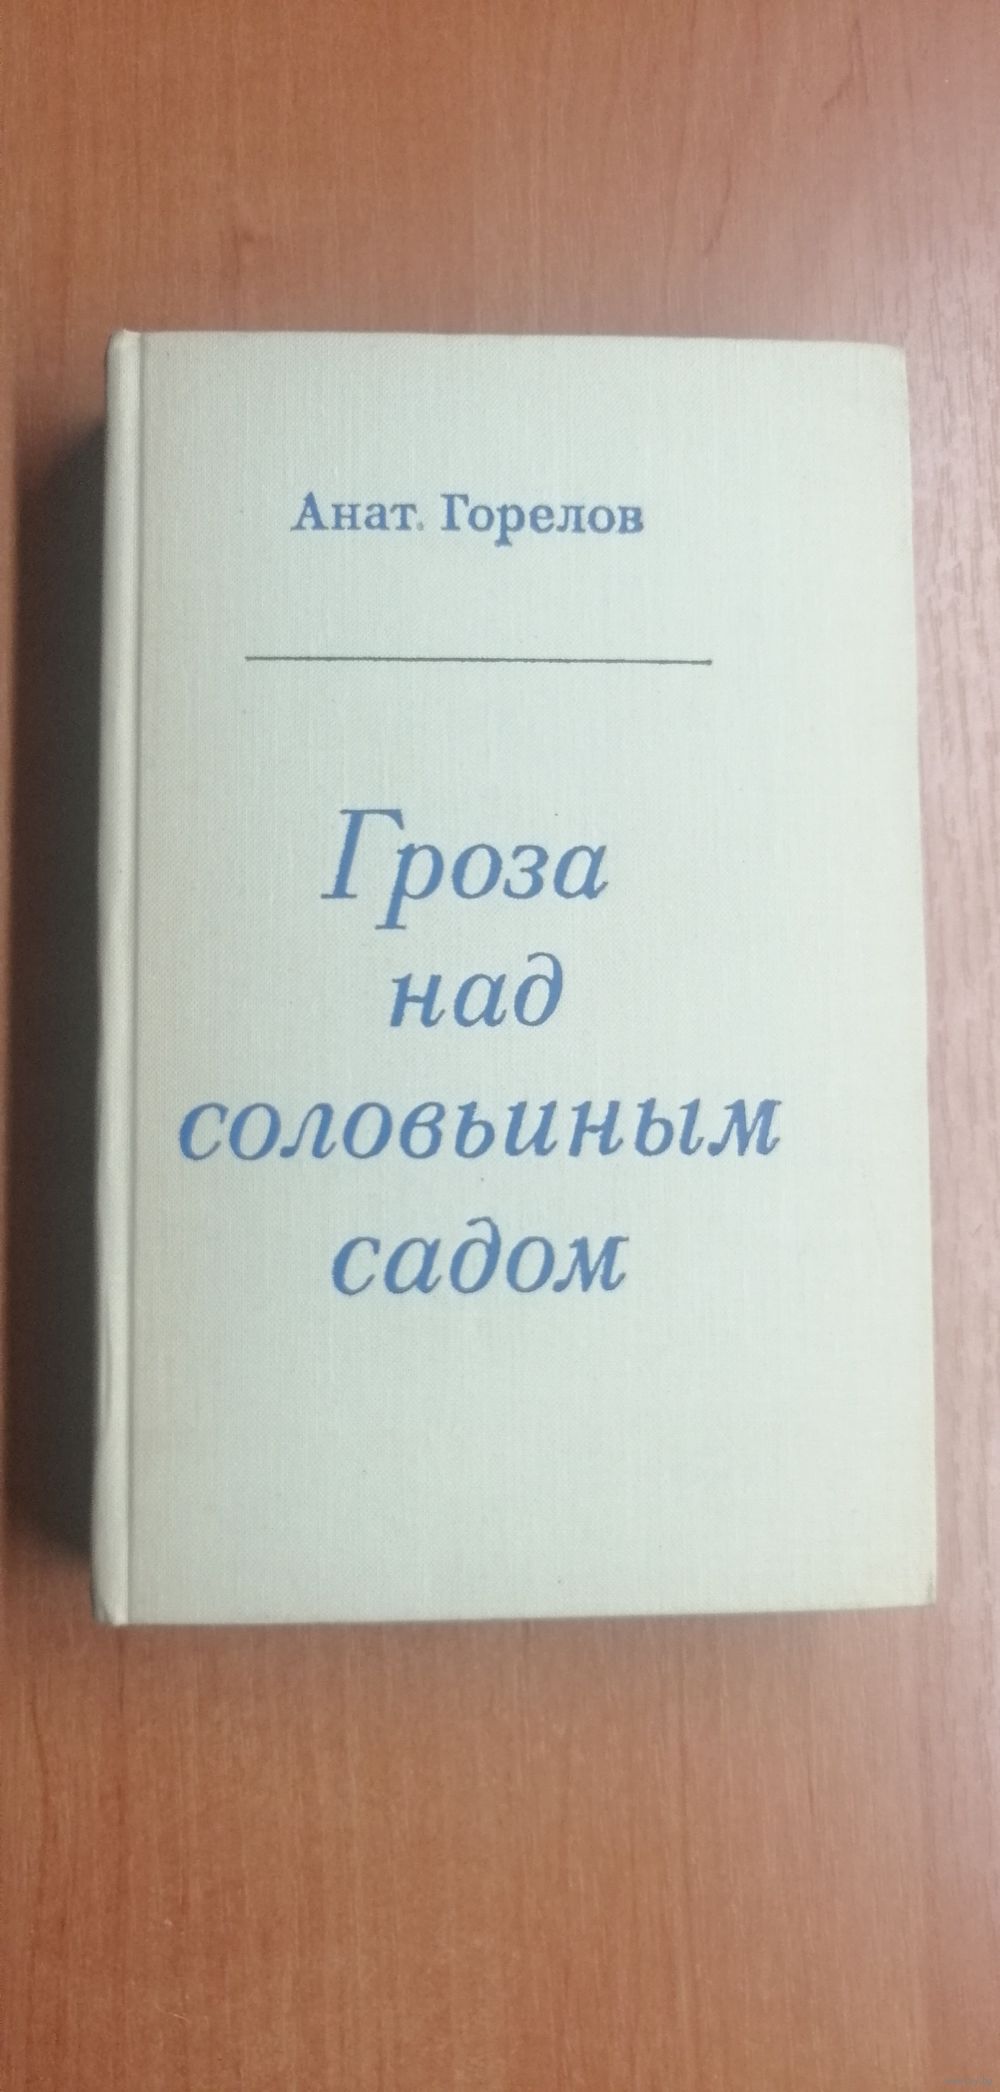 Анат. Горелов
Гроза
над
соловьиным
садом